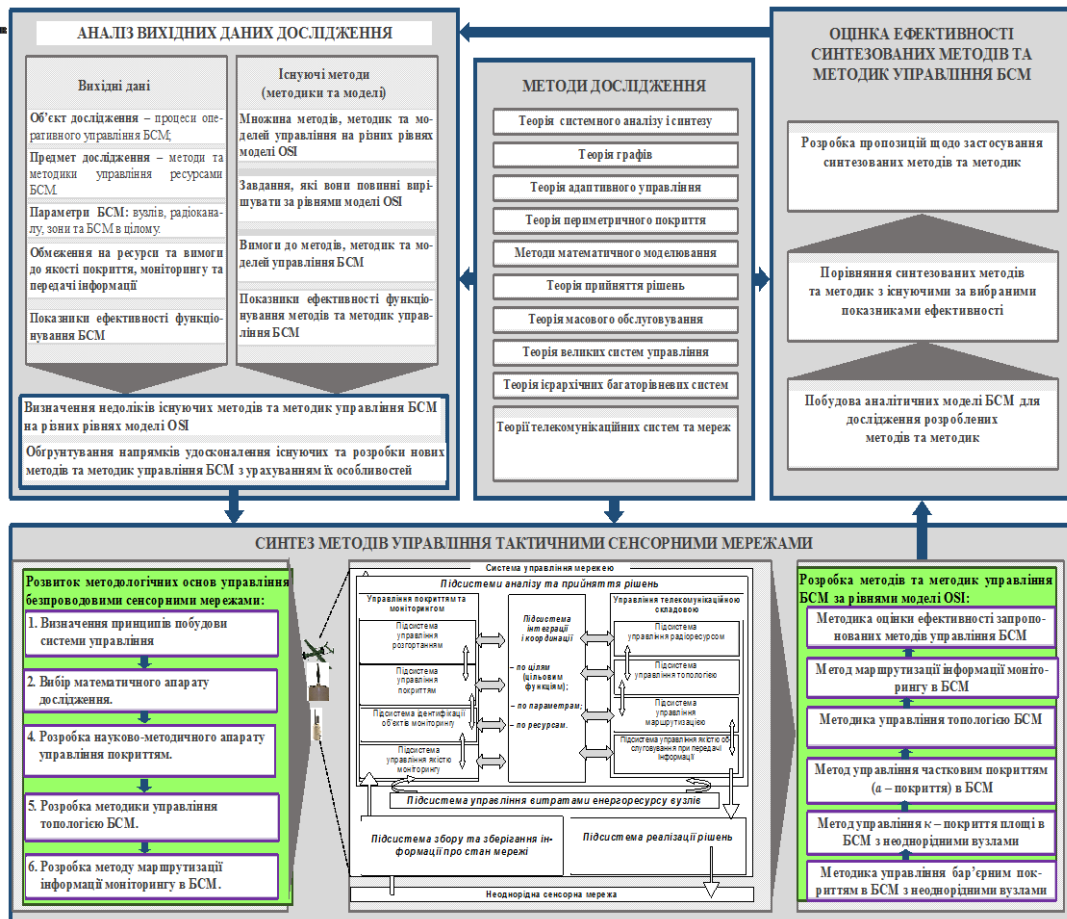 АНАЛІЗ ВИХІДНИХ ДАНИХ ДОСЛІДЖЕННЯ
Вихідні дані
Об’єкт дослідження – процеси опе-
ративного управління БСМ;
Предмет дослідження – методи та
методики управління ресурсами
БСМ.
Параметри БСМ: вузлів, радіокана-
лу, зони та БСМ в цілому.
Обмеження на ресурси та вимоги
до якості покриття, моніторингу та
передачі інформації
Показники ефективності функціо-
нування БСМ
Існуючі методи
(методики та моделі)
Множина методів, методик та мо-
делей управління на різних рівнях
моделі OSI
Завдання, які вони повинні вирі-
шувати за рівнями моделі OSI
Вимоги до методів, методик та мо-
делей управління БСМ
Показники ефективності функціо-
нування методів та методик управ-
ління БСМ
Визначення недоліків існуючих методів та методик управління БСМ
на різних рівнях моделі OSI
Обґрунтування напрямків удосконалення існуючих та розробки нових
методів та методик управління БСМ з урахуванням їх особливостей
МЕТОДИ ДОСЛІДЖЕННЯ
Теорія системного аналізу і синтезу
Теорія графів
Теорія адаптивного управління
Теорія периметричного покриття
Методи математичного моделювання
Теорія прийняття рішень
Теорія масового обслуговування
Теорія великих систем управління
Теорія ієрархічних багаторівневих систем
Теорії телекомунікаційних систем та мереж
ОЦІНКА ЕФЕКТИВНОСТІ
СИНТЕЗОВАНИХ МЕТОДІВ ТА
МЕТОДИК УПРАВЛІННЯ БСМ
Розробка пропозицій щодо застосування
синтезованих методів та методик
Порівняння синтезованих методів
та методик з існуючими за вибраними
показниками ефективності
Побудова аналітичних моделі БСМ для
дослідження розроблених
методів та методик
СИНТЕЗ МЕТОДІВ УПРАВЛІННЯ ТАКТИЧНИМИ СЕНСОРНИМИ МЕРЕЖАМИ
Розвиток методологічних основ управління
безпроводовими сенсорними мережами:
1. Визначення принципів побудови
системи управління
2. Вибір математичного апарату
дослідження.
4. Розробка науково-методичного апарату
управління покриттям.
5. Розробка методики управління
топологією БСМ.
6. Розробка методу маршрутизації
інформації моніторингу в БСМ.
Система управління мережею
Підсистеми аналізу та прийняття рішень
Управління покриттям та
моніторингом
Підсистема
управління
розгортанням
Підсистема
управління
покриттям
Підсистема дентифікації
об'єктів моніторингу
Підсистема
управління якістю
моніторингу
Підсистема
інтеграції
і координації
– по цілям
(цільовим
функціям);
– по параметрам;
– по ресурсам.
Управління телекомунікаційною
складовою
Підсистема
управління радіоресурсом
Підсистема
управління топологією
Підсистема
управління
маршрутизацією
Підсистема управління якістю об-
слуговування при передачі
інформації
Підсистема управління витратами енергоресурсу вузлів
Підсистема збору та зберігання ін-
формації про стан мережі
Підсистема реалізації рішень
Неоднорідна сенсорна мережа
Розробка методів та методик управління
БСМ за рівнями моделі OSI:
Методика оцінки ефективності запропо-
нованих методів управління БСМ
Метод маршрутизації інформації моніто-
рингу в БСМ
Методика управління топологією БСМ
Метод управління частковим покриттям
(а – покриття) в БСМ
Метод управління к – покриття площі в
БСМ з неоднорідними вузлами
Методика управління бар’єрним пок-
риттям в БСМ з неоднорідними вузлами